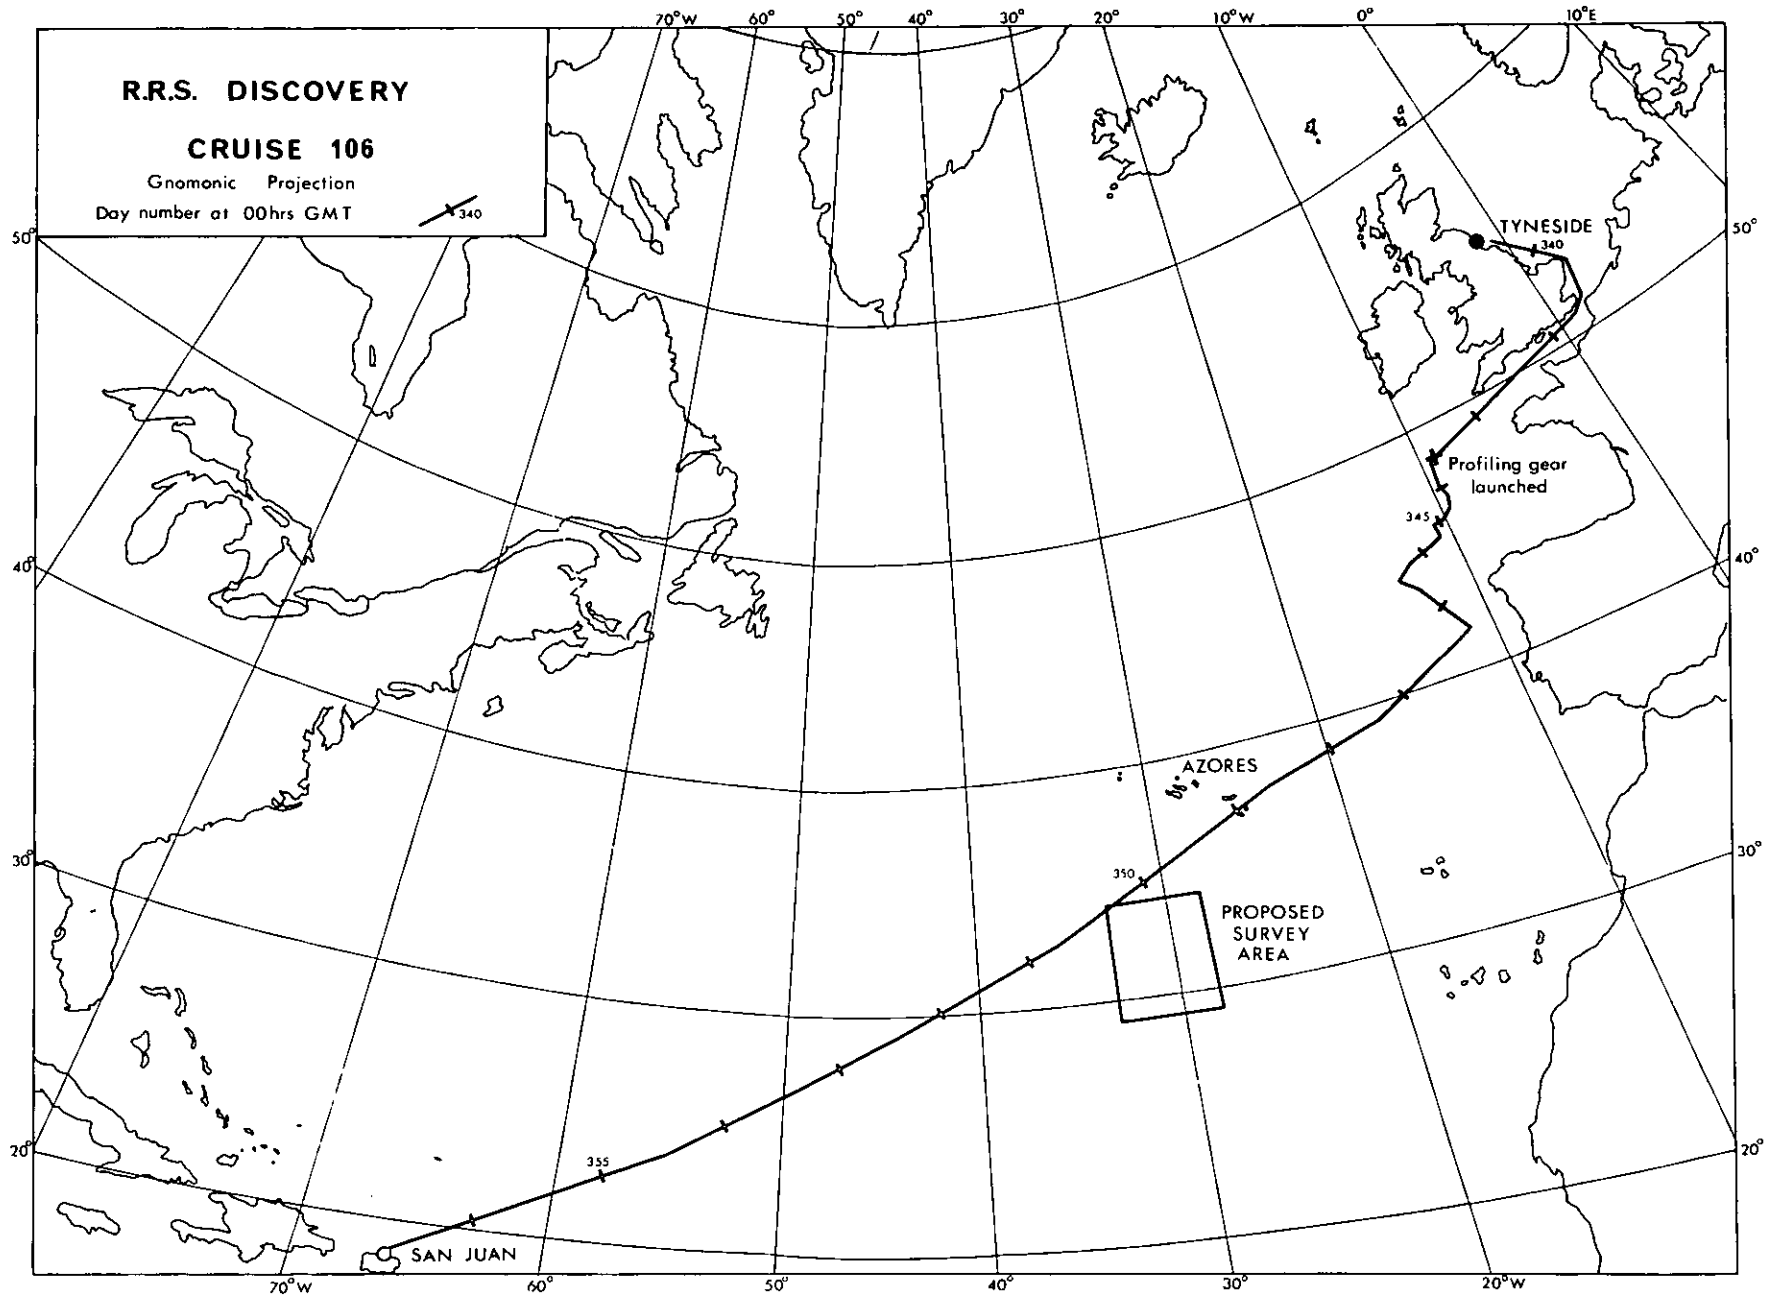 70°W 60° 50° 40° 30° 20° 10°W 0° 10°E
R.R.S. DISCOVERY
CRUISE 106
Gnomonic Projection
Day number at 00hrs GMT
340
50°
50°
TYNESIDE
340
Profiling gear
launched
345
40°
40°
AZORES
30°
30°
350
PROPOSED
SURVEY
AREA
20°
20°
355
SAN JUAN
70°W 60° 50° 40° 30° 20°W